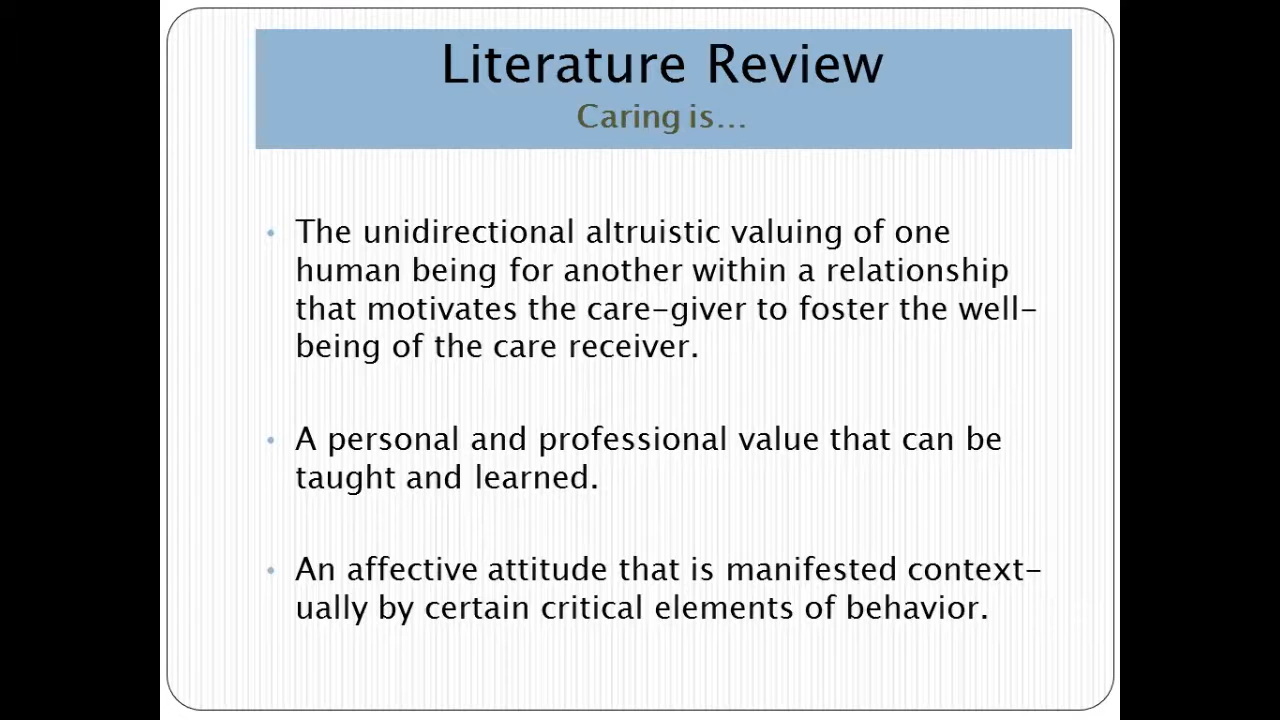 Literature Review
Caring is...
• The unidirectional altruistic valuing of one
human being for another within a relationship
that motivates the care-giver to foster the well-
being of the care receiver.
• A personal and professional value that can be
taught and learned.
• An affective attitude that is manifested context-
ually by certain critical elements of behavior.